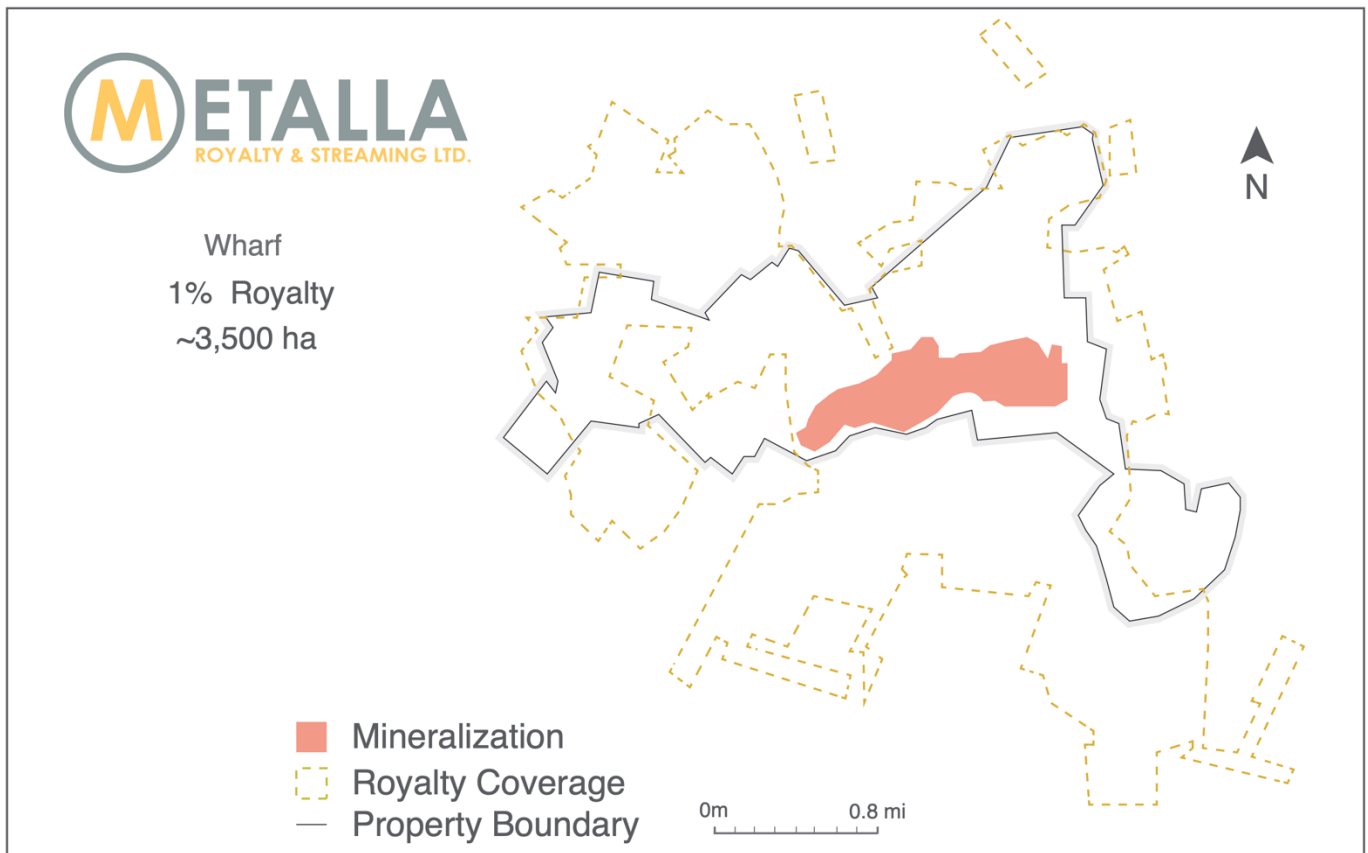 METALLA
ROYALTY & STREAMING LTD.
N
Wharf
1% Royalty
~3,500 ha
Mineralization
Royalty Coverage
Property Boundary
0m 0.8 mi